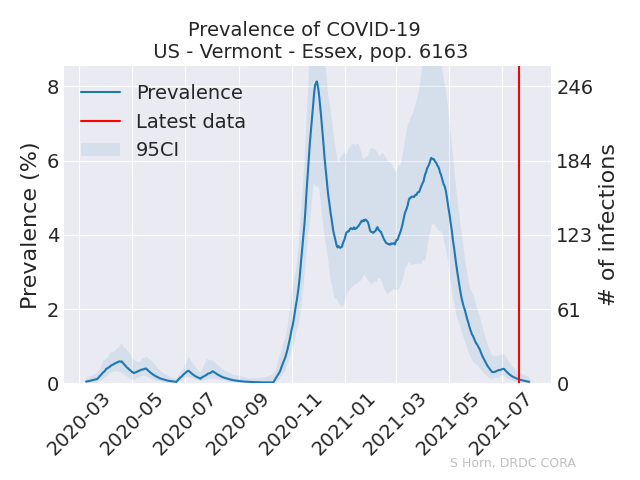 Prevalence of COVID-19
US - Vermont - Essex, pop. 6163
Prevalence
Latest data
95CI
Prevalence (%)
8
6
4
2
0
246
184
123
61
0
# of infections
2020-03
2020-05
2020-07
2020-09
2020-11
2021-01
2021-03
2021-05
2021-07
S Horn, DRDC CORA